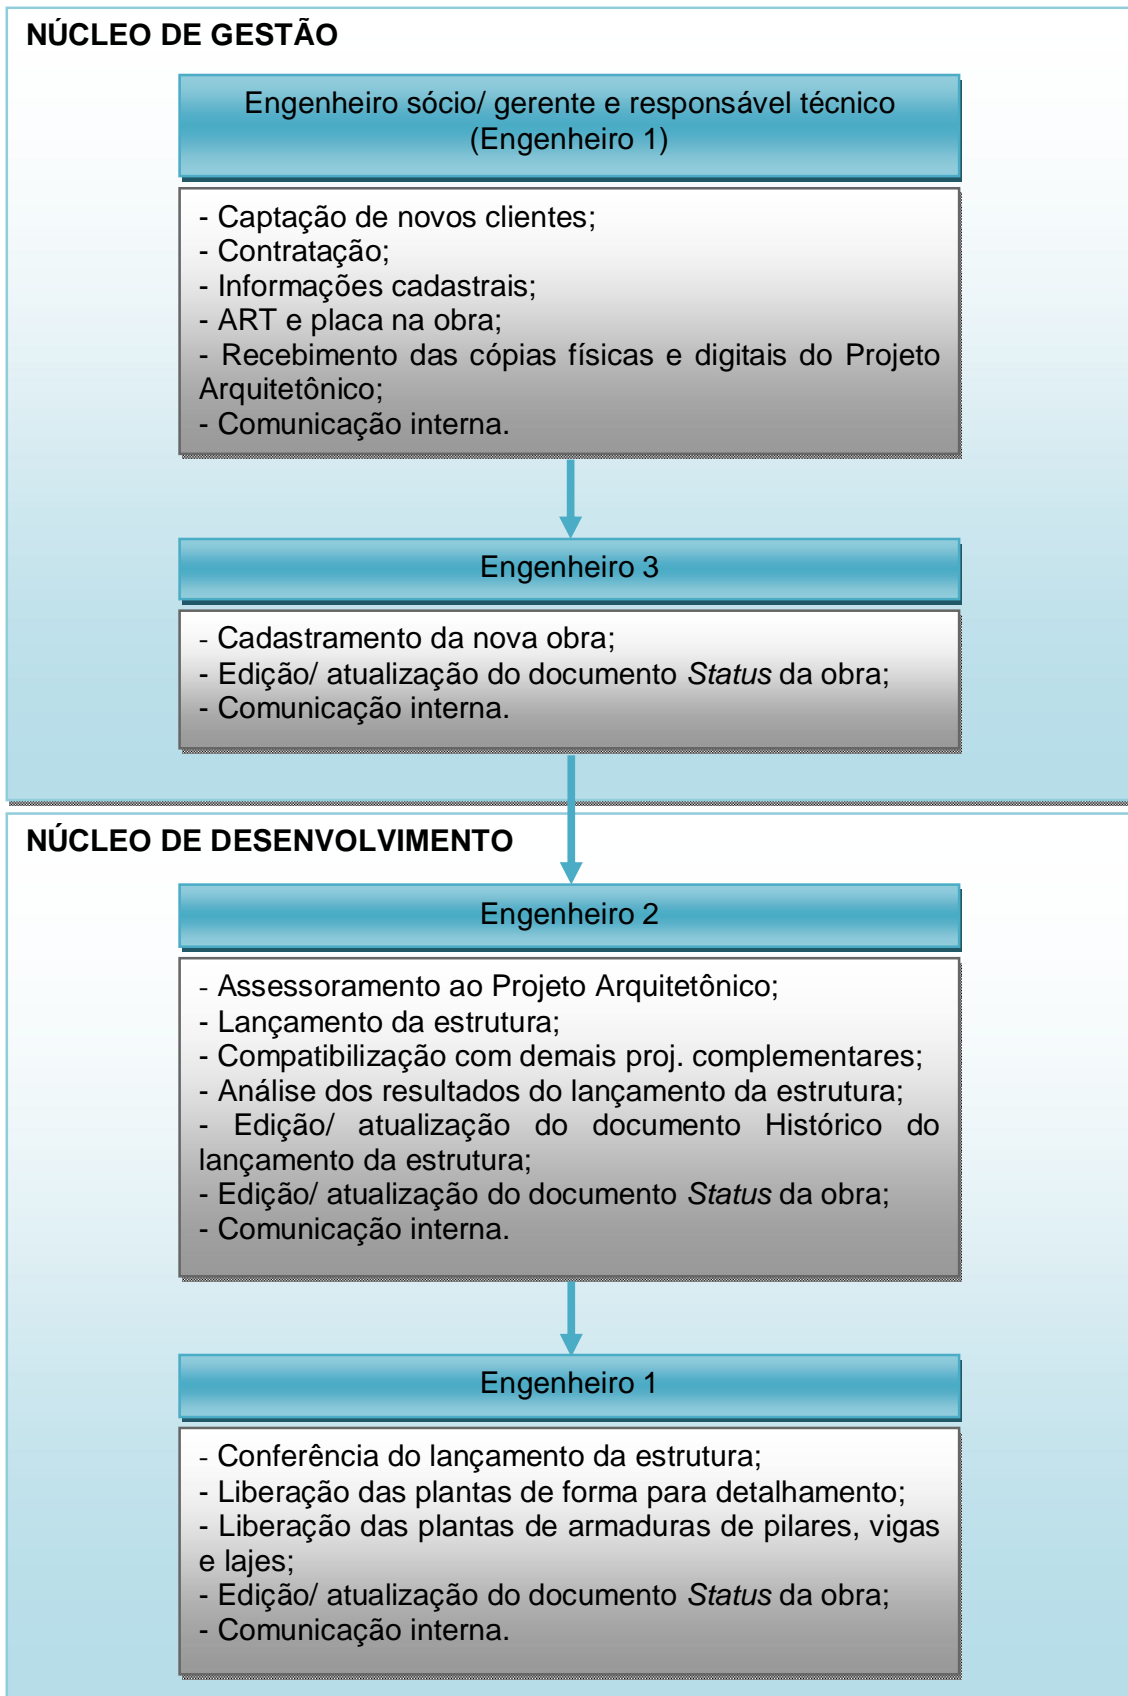 NÚCLEO DE GESTÃO
Engenheiro sócio/ gerente e responsável técnico
(Engenheiro 1)
- Captação de novos clientes;
- Contratação;
- Informações cadastrais;
- ART e placa na obra;
- Recebimento das cópias físicas e digitais do Projeto
Arquitetônico;
- Comunicação interna.
Engenheiro 3
- Cadastramento da nova obra;
- Edição/ atualização do documento Status da obra;
- Comunicação interna.
NÚCLEO DE DESENVOLVIMENTO
Engenheiro 2
- Assessoramento ao Projeto Arquitetônico;
- Lançamento da estrutura;
- Compatibilização com demais proj. complementares;
- Análise dos resultados do lançamento da estrutura;
- Edição/ atualização do documento Histórico do
lançamento da estrutura;
- Edição/ atualização do documento Status da obra;
- Comunicação interna.
Engenheiro 1
- Conferência do lançamento da estrutura;
- Liberação das plantas de forma para detalhamento;
- Liberação das plantas de armaduras de pilares, vigas
e lajes;
- Edição/ atualização do documento Status da obra;
- Comunicação interna.